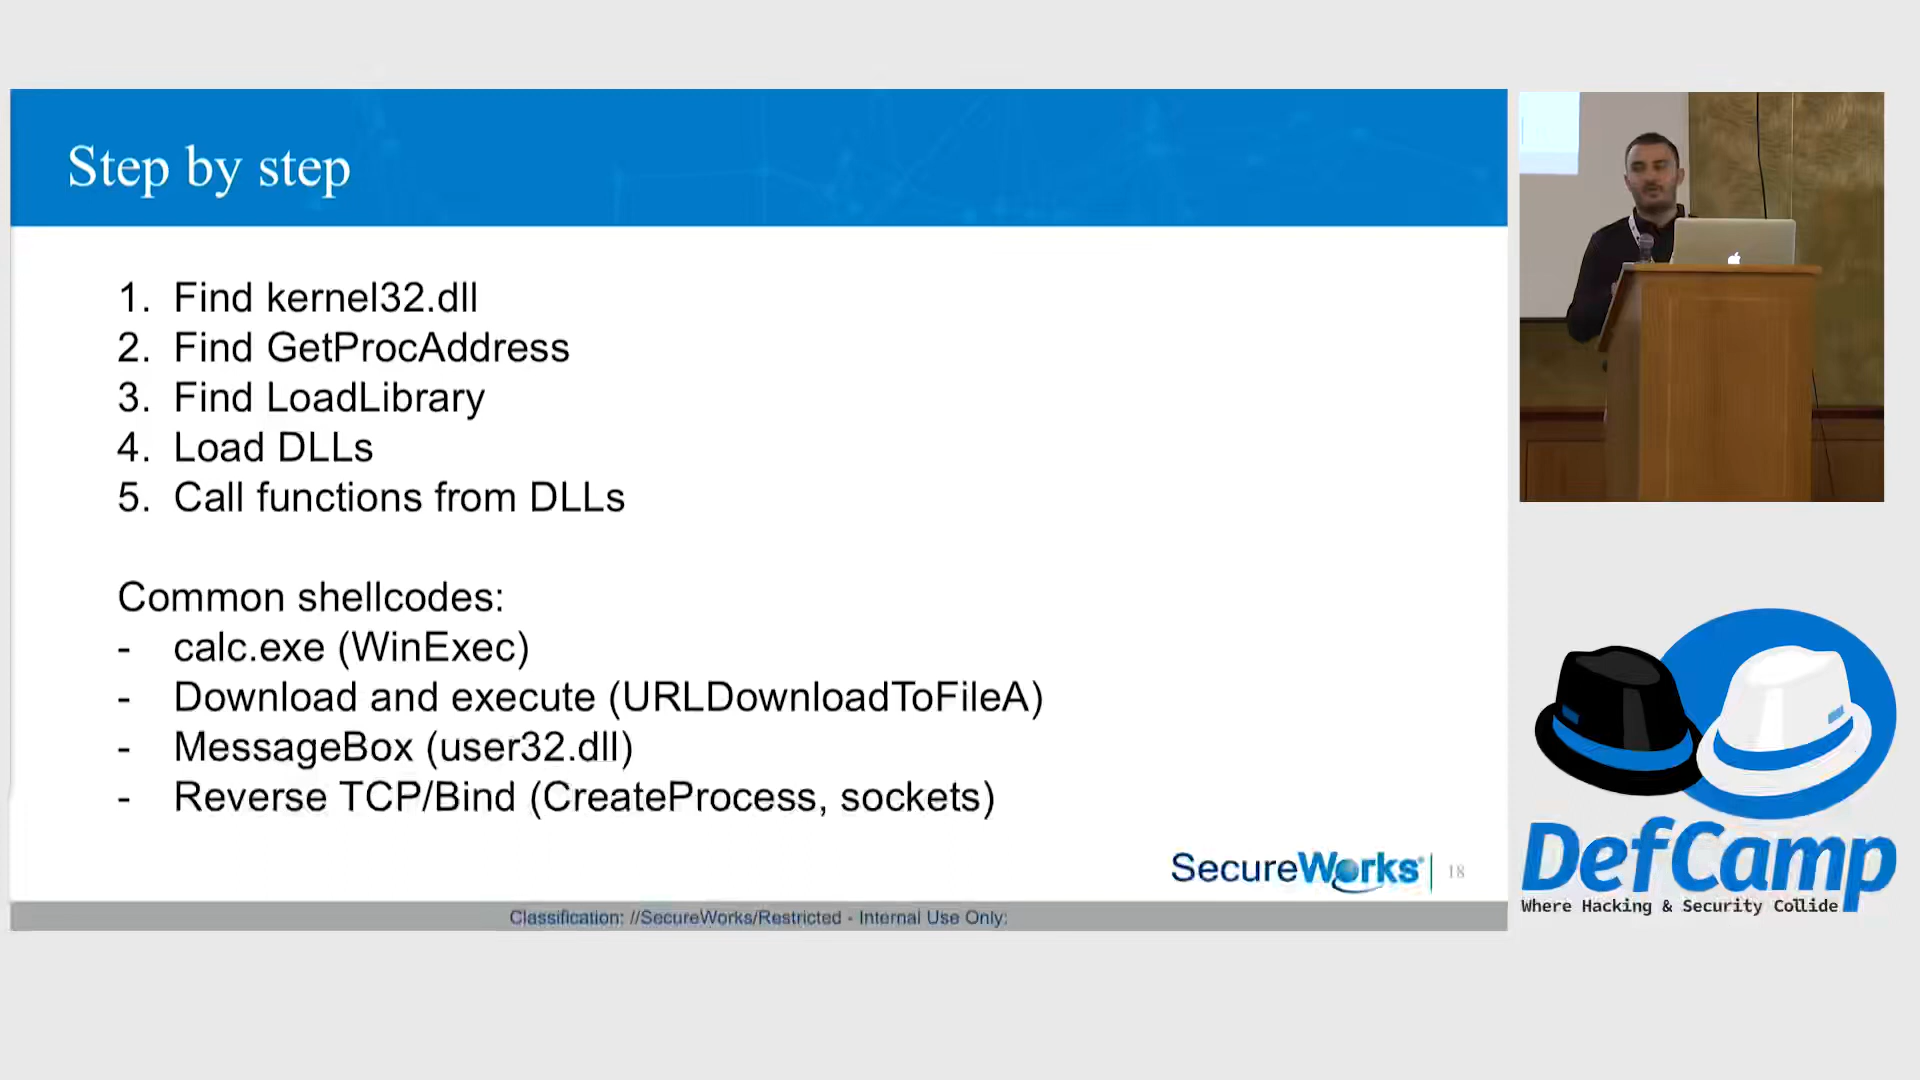 Step by step
1. Find kernel32.dll
2. Find GetProcAddress
3. Find LoadLibrary
4. Load DLLs
5. Call functions from DLLs
Common shellcodes:
- calc.exe (WinExec)
- Download and execute (URLDownloadToFileA)
- MessageBox (user32.dll)
- Reverse TCP/Bind (CreateProcess, sockets)
SecureWorks
18
Classification: //SecureWorks/Restricted - Internal Use Only:
DefCamp
Where Hacking & Security Collide